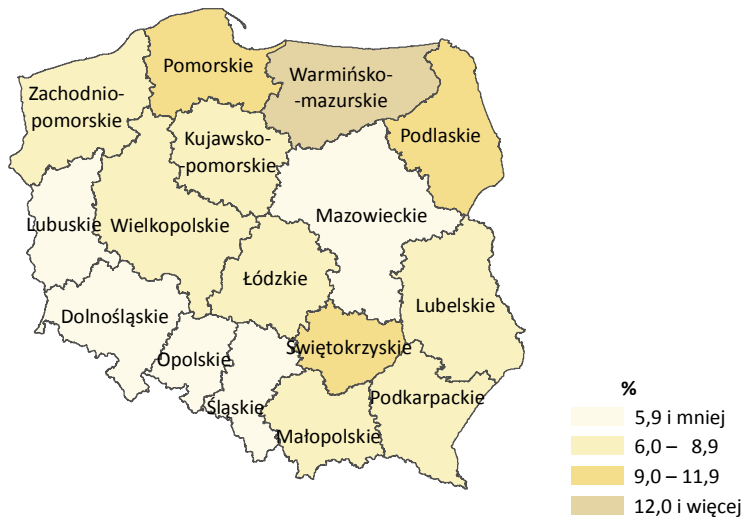 Pomorskie
Warmińsko-
-mazurskie
Zachodnio-
pomorskie
Podlaskie
Kujawsko-
-pomorskie
Mazowieckie
Lubuskie
Wielkopolskie
Łódzkie
Lubelskie
Dolnośląskie
Opolskie
Świętokrzyskie
Śląskie
Podkarpackie
Małopolskie
%
5,9 i mniej
6,0 – 8,9
9,0 – 11,9
12,0 i więcej